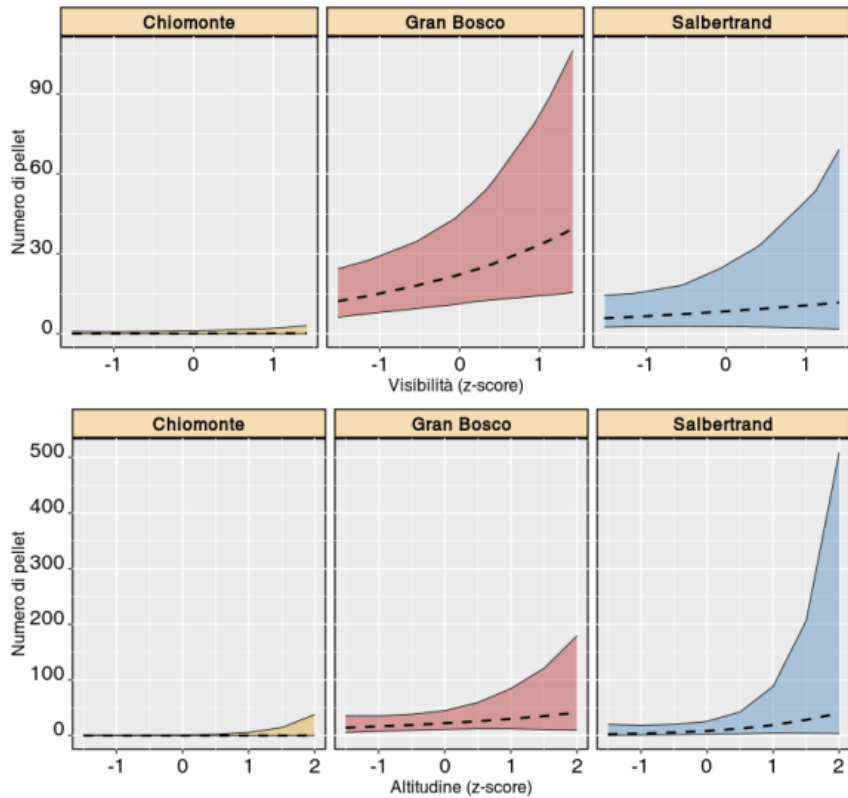 Chiomonte Gran Bosco Salbertrand
Numero di pellet
90
60
30
0
-1 0 1 -1 0 1 -1 0 1
Visibilità (z-score)
Chiomonte Gran Bosco Salbertrand
Numero di pellet
500
400
300
200
100
0
-1 0 1 2 -1 0 1 2 -1 0 1 2
Altitudine (z-score)